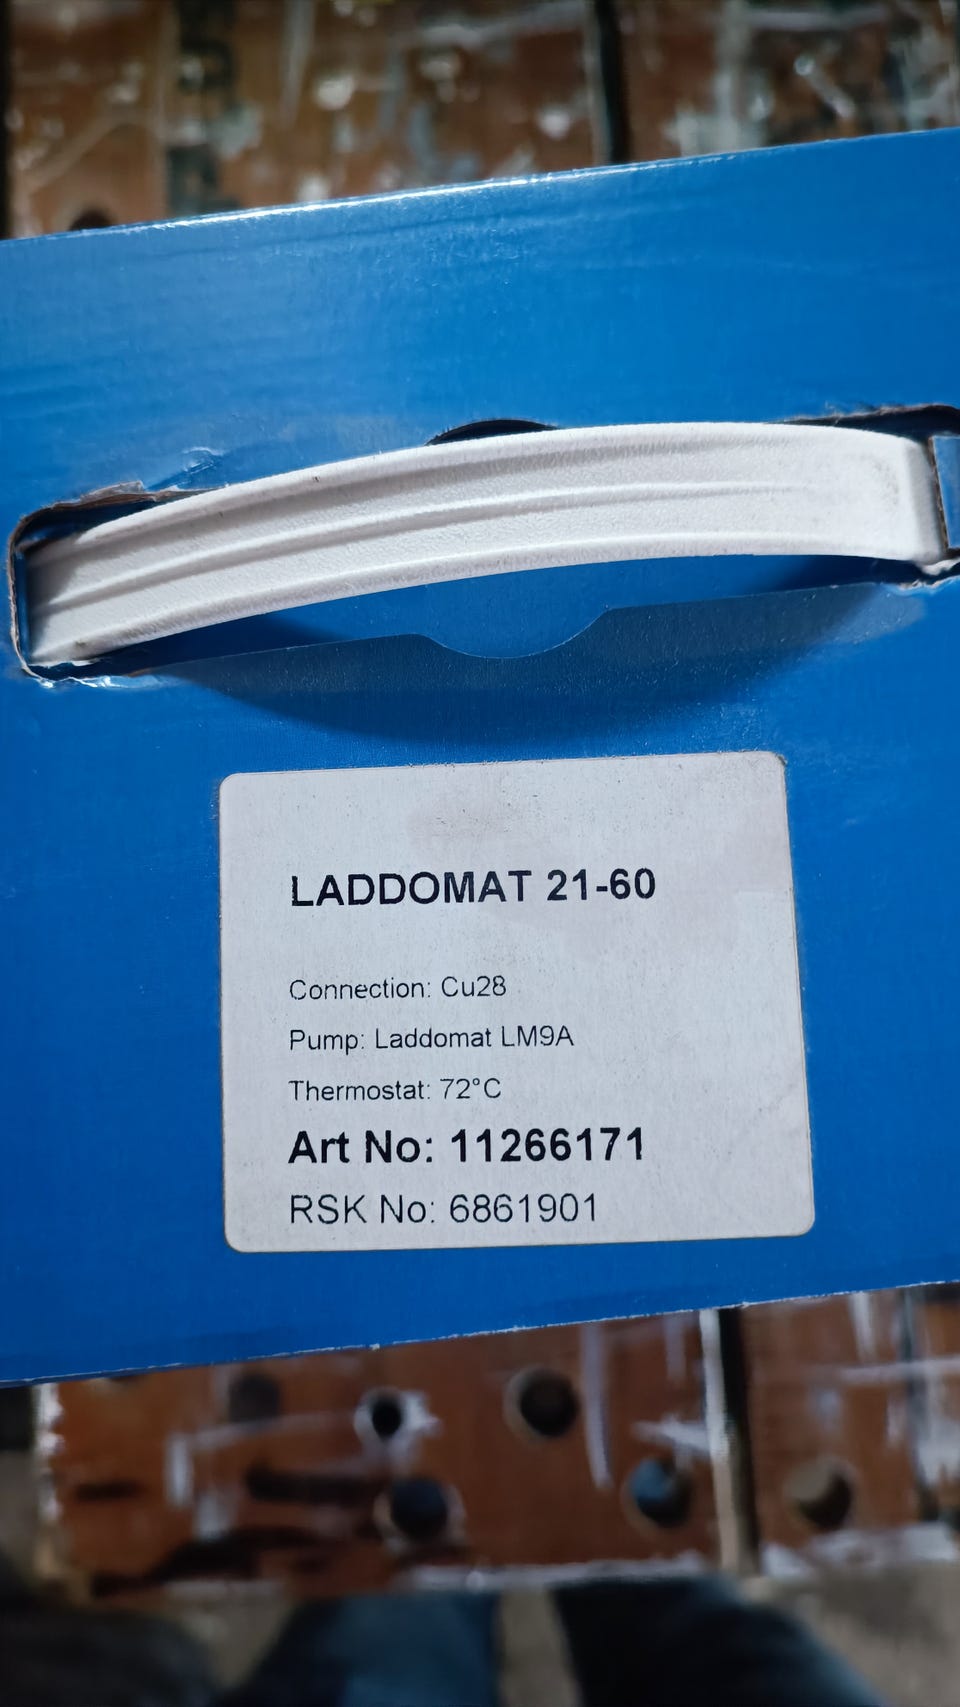 LADDOMAT 21-60
Connection: Cu28
Pump: Laddomat LM9A
Thermostat: 72°C
Art No: 11266171
RSK No: 6861901